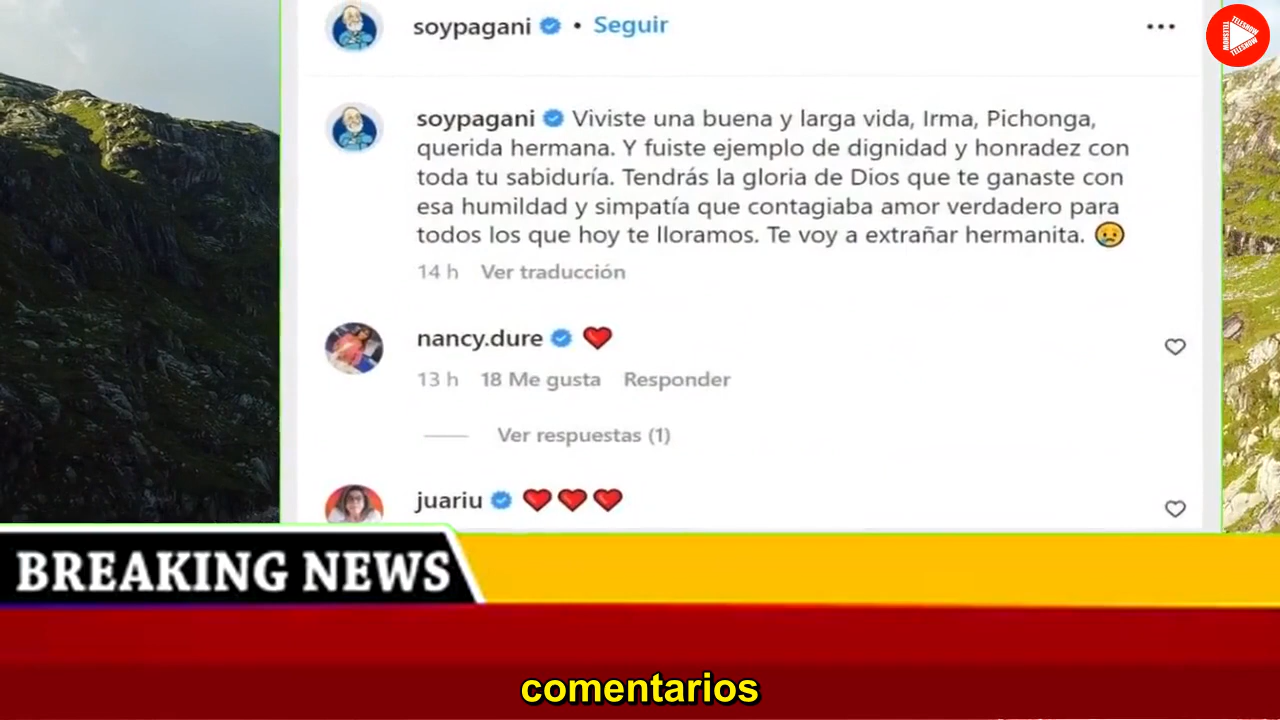 soypagani • Seguir
TELESHOW
TELESHOW
TELESHOW
soypagani Viviste una buena y larga vida, Irma, Pichonga,
querida hermana. Y fuiste ejemplo de dignidad y honradez con
toda tu sabiduría. Tendrás la gloria de Dios que te ganaste con
esa humildad y simpatía que contagiaba amor verdadero para
todos los que hoy te lloramos. Te voy a extrañar hermanita. 😢
14 h Ver traducción
nancy.dure ❤️
13 h 18 Me gusta Responder
Ver respuestas (1)
juariu ❤️❤️❤️
BREAKING NEWS
comentarios